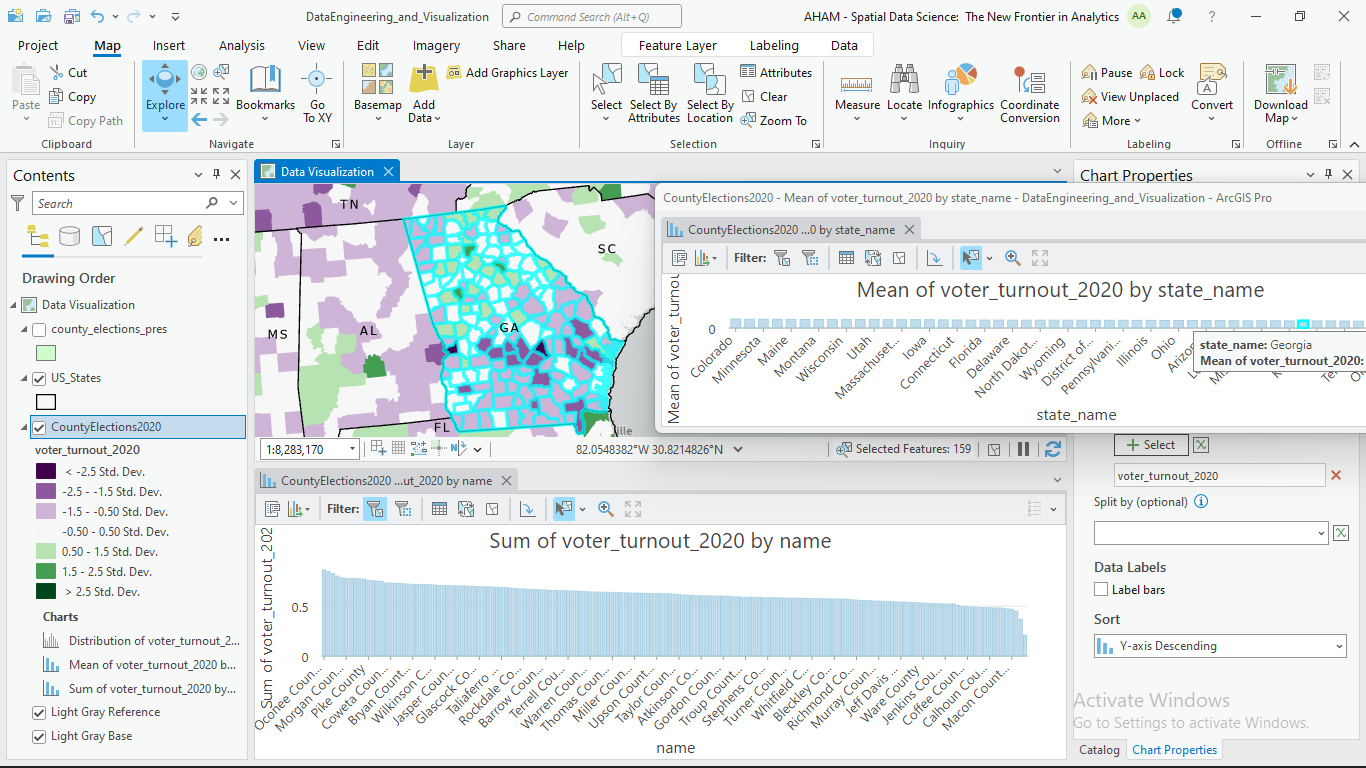 DataEngineering_and_Visualization
Command Search (Alt+Q)
AHAM - Spatial Data Science: The New Frontier in Analytics
AA
?
Project
Map
Insert
Analysis
View
Edit
Imagery
Share
Help
Feature Layer
Labeling
Data
Paste
Cut
Copy
Copy Path
Clipboard
Explore
Bookmarks
Go To XY
Navigate
Basemap
Add Data
Add Graphics Layer
Layer
Select
Select By Attributes
Select By Location
Attributes
Clear
Zoom To
Selection
Measure
Locate
Infographics
Coordinate Conversion
Inquiry
Pause
Lock
View Unplaced
More
Convert
Labeling
Download Map
Offline
Contents
Search
Drawing Order
Data Visualization
county_elections_pres
US_States
CountyElections2020
voter_turnout_2020
< -2.5 Std. Dev.
-2.5 - -1.5 Std. Dev.
-1.5 - -0.50 Std. Dev.
-0.50 - 0.50 Std. Dev.
0.50 - 1.5 Std. Dev.
1.5 - 2.5 Std. Dev.
> 2.5 Std. Dev.
Charts
Distribution of voter_turnout_2...
Mean of voter_turnout_2020 b...
Sum of voter_turnout_2020 by...
Light Gray Reference
Light Gray Base
Data Visualization
TN
SC
MS
AL
GA
FL
ville
1:8,283,170
82.0548382°W 30.8214826°N
Selected Features: 159
CountyElections2020 - Mean of voter_turnout_2020 by state_name - DataEngineering_and_Visualization - ArcGIS Pro
CountyElections2020 ...0 by state_name
Filter:
Mean of voter_turnout_2020 by state_name
Mean of voter_turnou
0
Colorado
Minnesota
Maine
Montana
Wisconsin
Utah
Massachuset...
Iowa
Connecticut
Florida
Delaware
North Dakot...
Wyoming
District of...
Pennsylvani...
Illinois
Ohio
state_name: Georgia
Mean of voter_turnout_2020:
state_name
CountyElections2020 ...ut_2020 by name
Filter:
Sum of voter_turnout_2020 by name
Sum of voter_turnout_202
0.5
0
Oconee Coun...
Morgan Coun...
Pike County
Coweta Coun...
Bryan Count...
Wilkinson C...
Jasper Coun...
Glascock Co...
Taliaferro ...
Rockdale Co...
Barrow Coun...
Terrell Cou...
Warren Coun...
Thomas Coun...
Miller Coun...
Upson Count...
Taylor Coun...
Atkinson Co...
Gordon Coun...
Troup Count...
Stephens Co...
Turner Coun...
Whitfield C...
Bleckley Co...
Richmond Co...
Murray Coun...
Jeff Davis ...
Ware County
Jenkins Cou...
Coffee Coun...
Calhoun Cou...
Macon Count...
name
Chart Properties
Select
voter_turnout_2020
Split by (optional)
Data Labels
Label bars
Sort
Y-axis Descending
Activate Windows
Go to Settings to activate Windows.
Catalog
Chart Properties